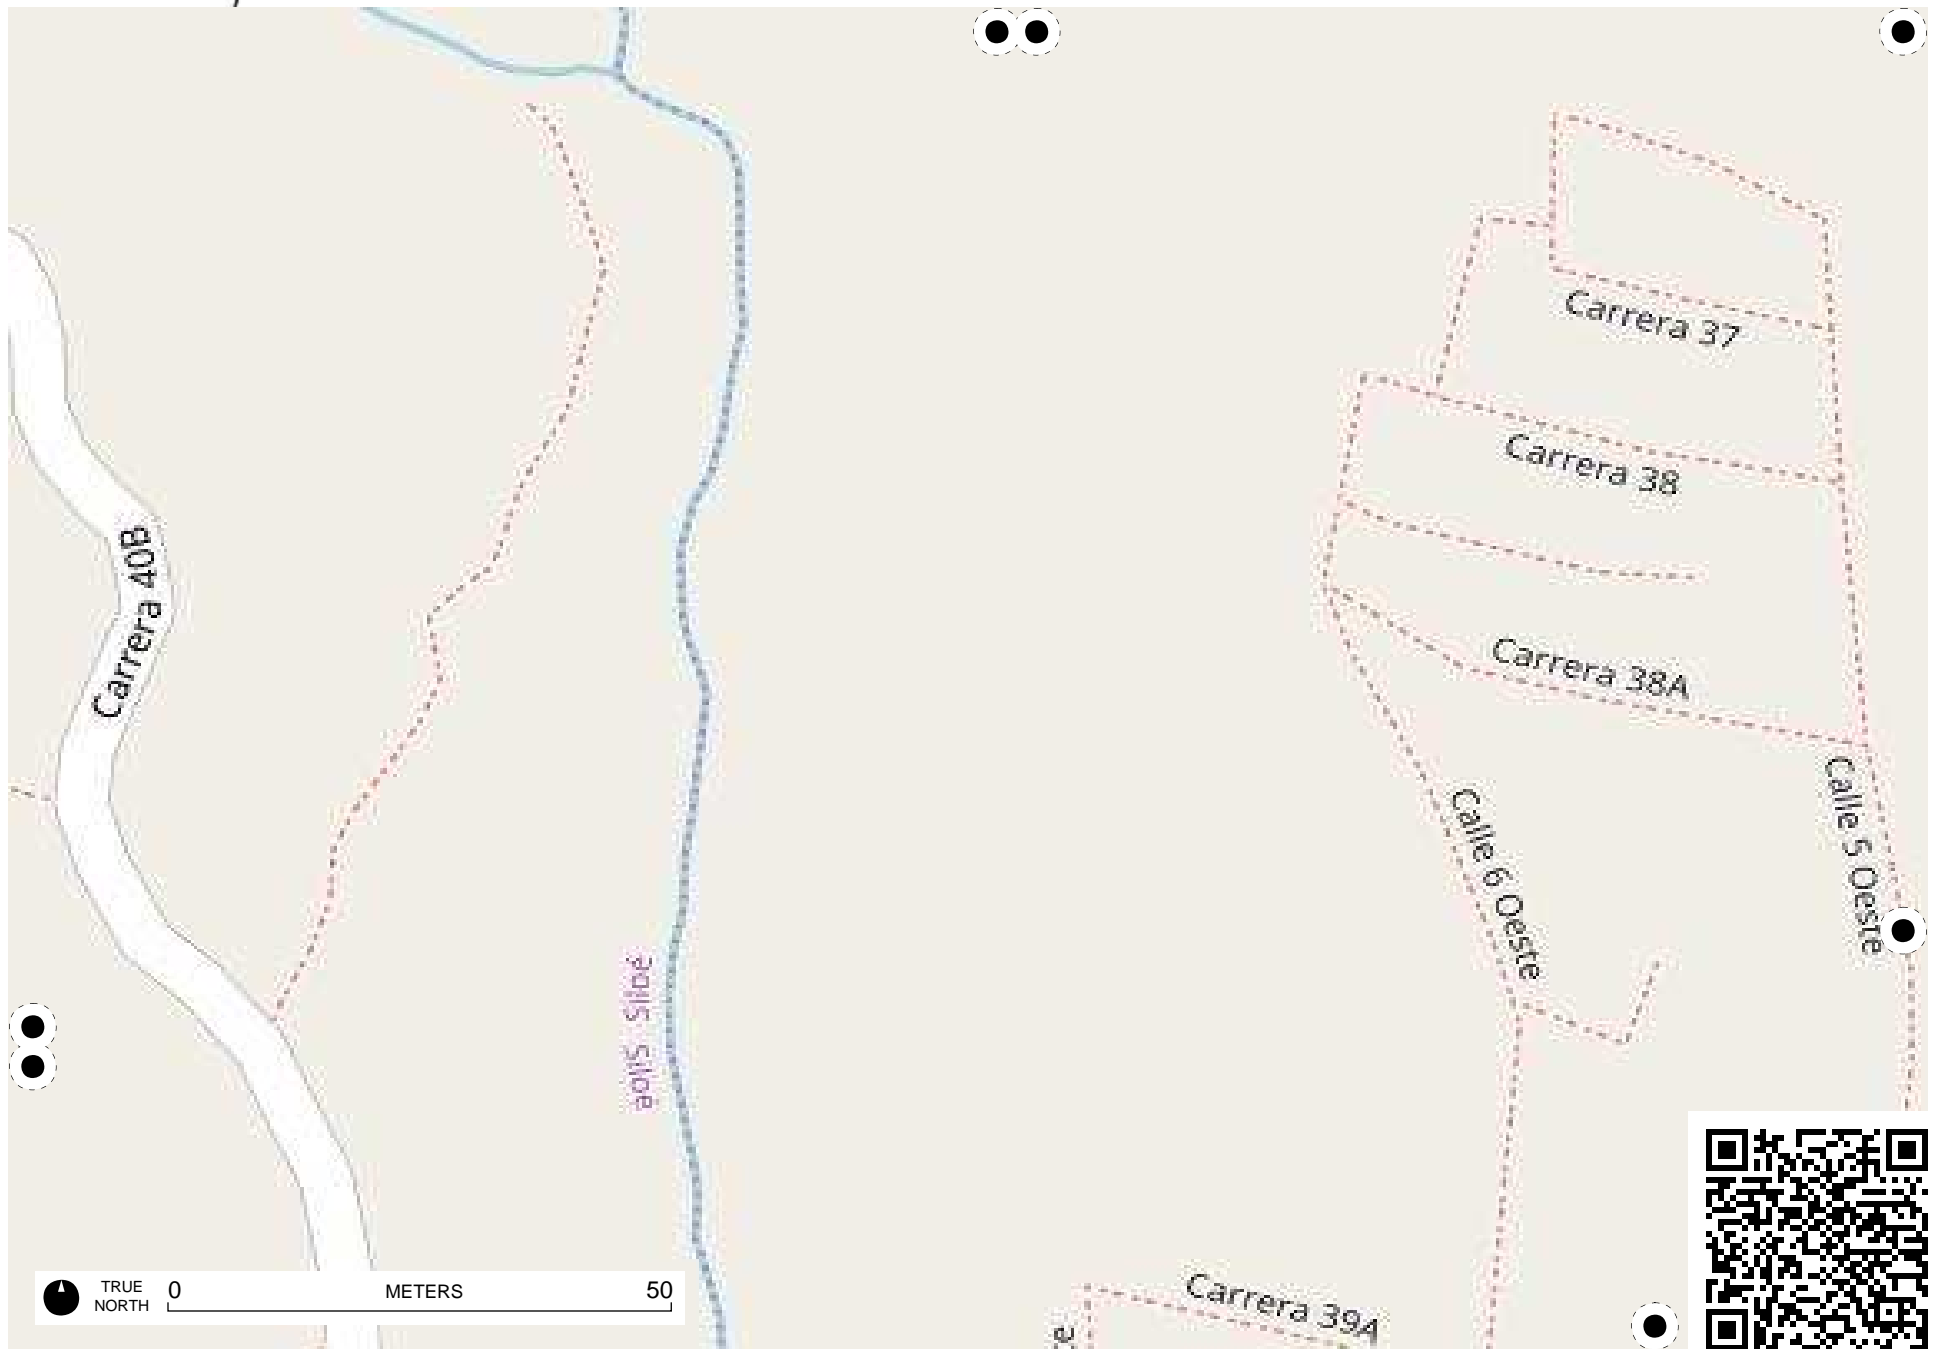 Carrera 37
Carrera 38
Carrera 40B
Carrera 38A
Calle 6 Oeste
Calle 5 Oeste
Siloé Siloé
Carrera 39A
TRUE NORTH
0 METERS 50